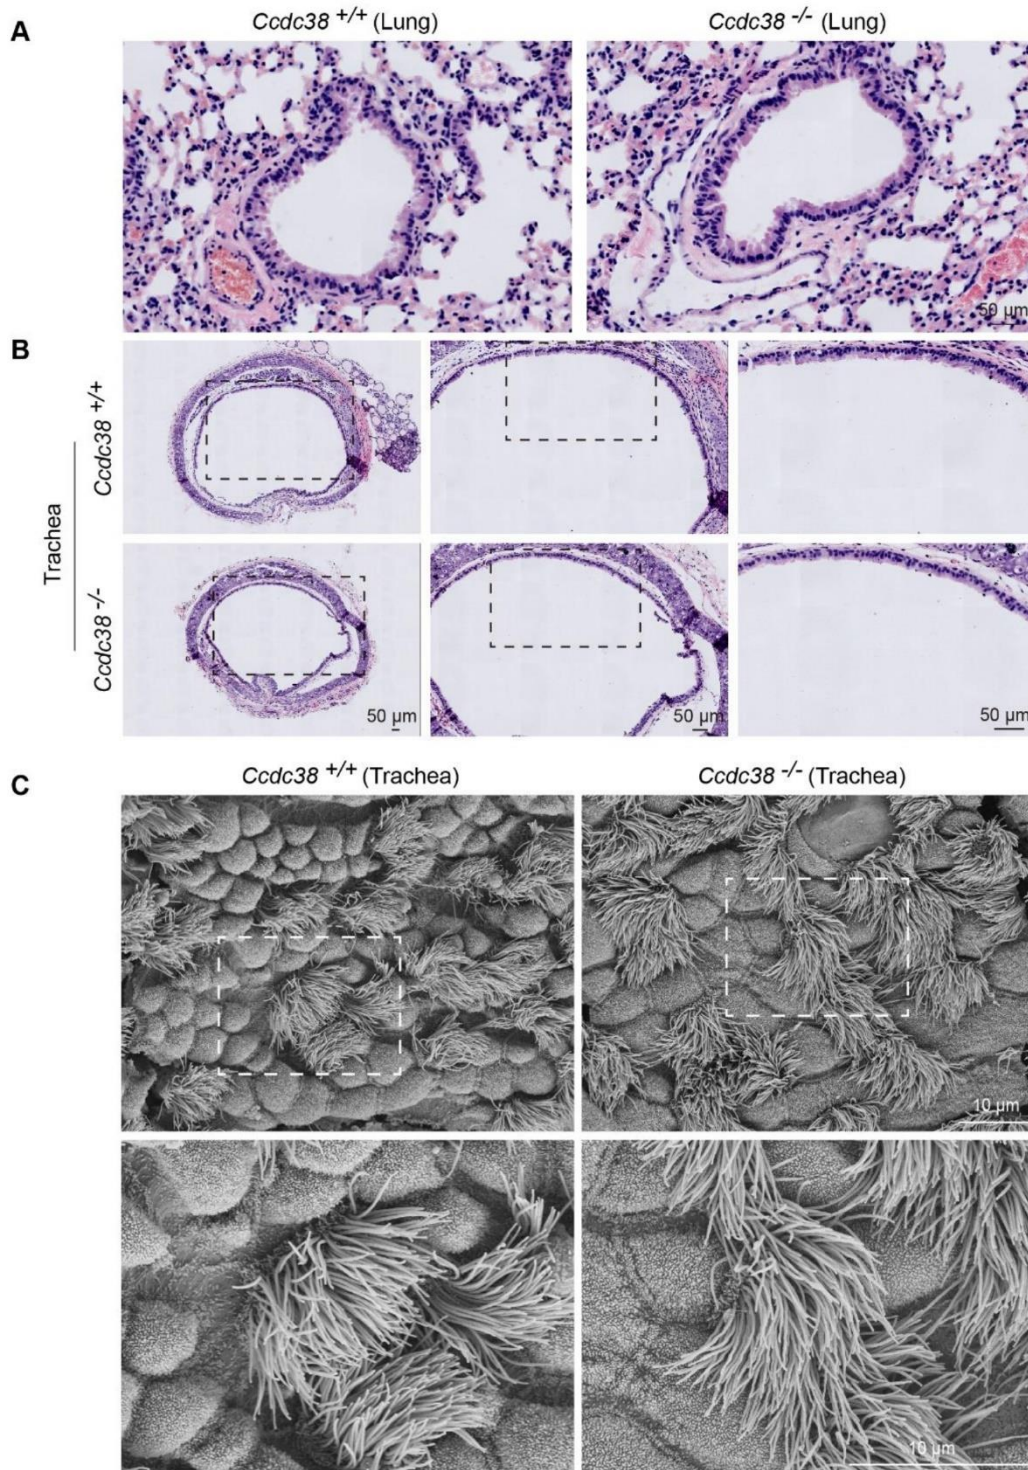 A
Ccdc38 +/+ (Lung)
Ccdc38 -/- (Lung)
50 µm
B
Trachea
Ccdc38 +/+
Ccdc38 -/-
50 µm
50 µm
50 µm
C
Ccdc38 +/+ (Trachea)
Ccdc38 -/- (Trachea)
10 µm
10 µm